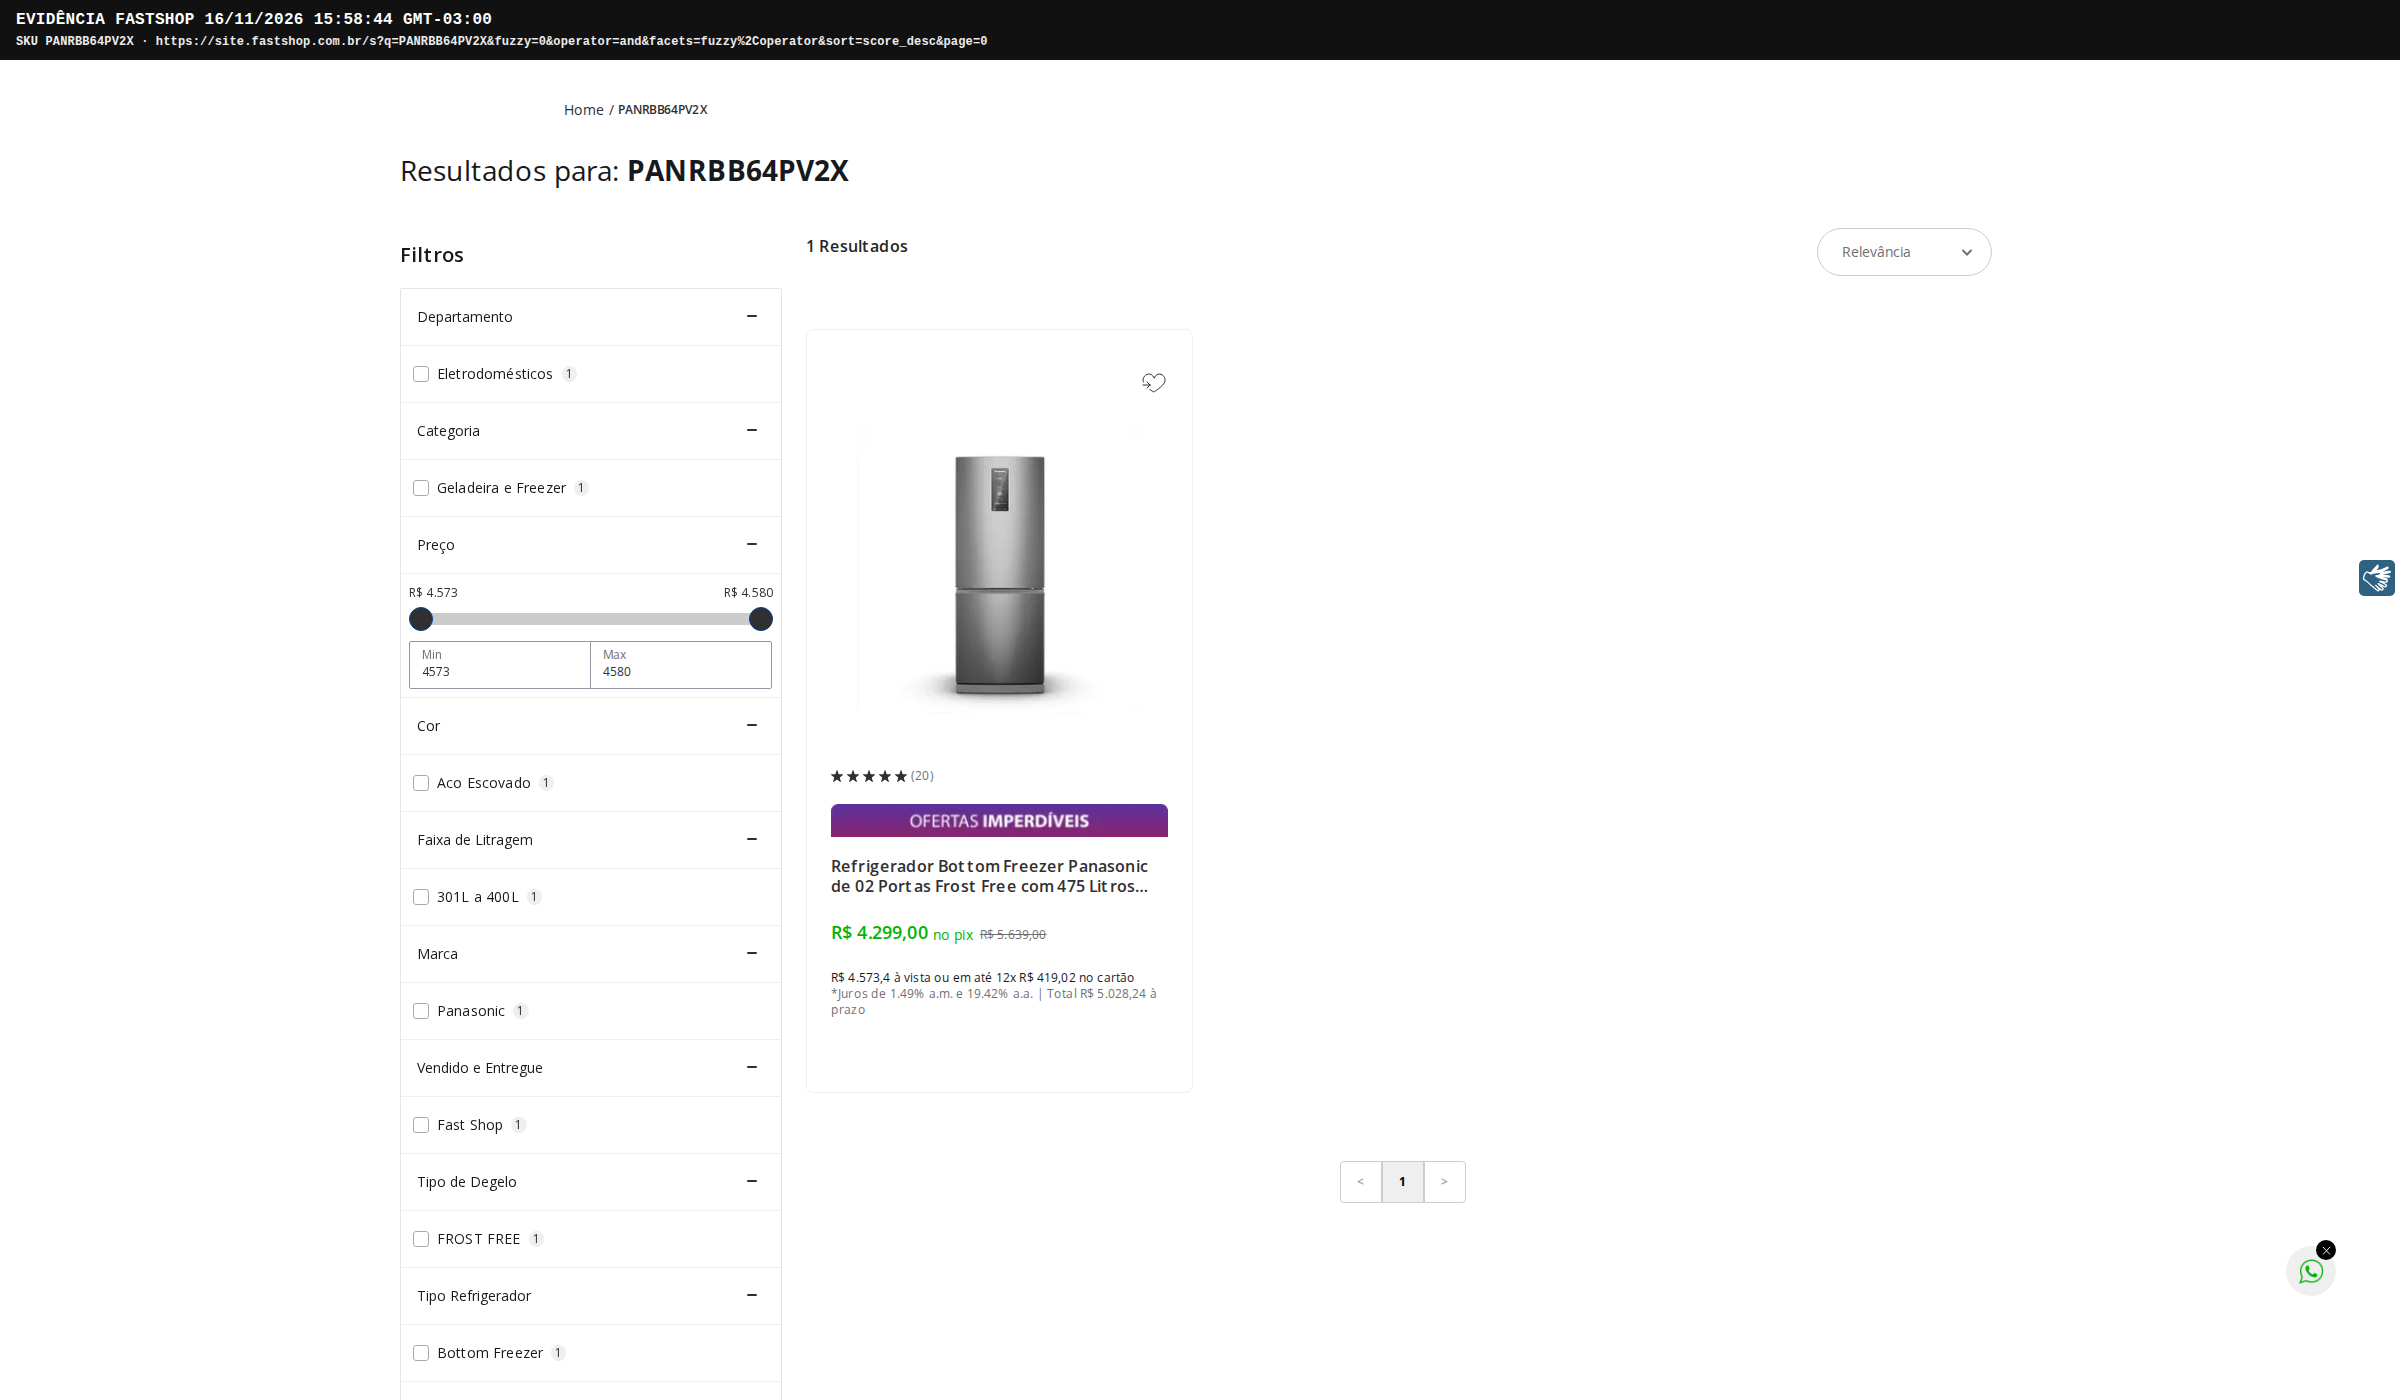 EVIDÊNCIA FASTSHOP 16/11/2026 15:58:44 GMT-03:00
SKU PANRBB64PV2X · https://site.fastshop.com.br/s?q=PANRBB64PV2X&fuzzy=0&operator=and&facets=fuzzy%2Coperator&sort=score_desc&page=0
Home / PANRBB64PV2X
Resultados para: PANRBB64PV2X
Filtros
1 Resultados
Relevância
Departamento
Eletrodomésticos 1
Categoria
Geladeira e Freezer 1
Preço
R$ 4.573 R$ 4.580
Min Max
4573 4580
Cor
Aco Escovado 1
Faixa de Litragem
301L a 400L 1
Marca
Panasonic 1
Vendido e Entregue
Fast Shop 1
Tipo de Degelo
FROST FREE 1
Tipo Refrigerador
Bottom Freezer 1
(20)
OFERTAS IMPERDÍVEIS
Refrigerador Bottom Freezer Panasonic
de 02 Portas Frost Free com 475 Litros...
R$ 4.299,00 no pix R$ 5.639,00
R$ 4.573,4 à vista ou em até 12x R$ 419,02 no cartão
*Juros de 1.49% a.m. e 19.42% a.a. | Total R$ 5.028,24 à
prazo
< 1 >